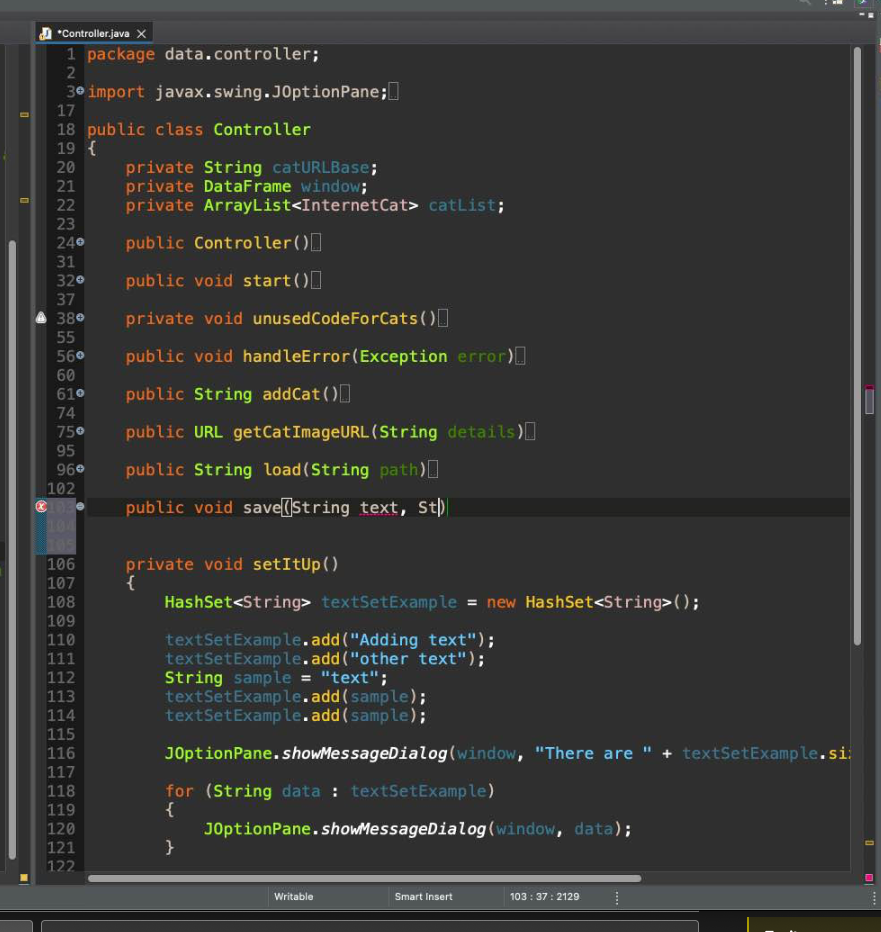 *Controller.java
1 package data.controller;
2
3 import javax.swing.JOptionPane;
17
18 public class Controller
19 {
20 private String catURLBase;
21 private DataFrame window;
22 private ArrayList<InternetCat> catList;
23
24 public Controller()
31
32 public void start()
37
38 private void unusedCodeForCats()
55
56 public void handleError(Exception error)
60
61 public String addCat()
74
75 public URL getCatImageURL(String details)
95
96 public String load(String path)
102
103 public void save(String text, St)
104
105
106 private void setItUp()
107 {
108 HashSet<String> textSetExample = new HashSet<String>();
109
110 textSetExample.add("Adding text");
111 textSetExample.add("other text");
112 String sample = "text";
113 textSetExample.add(sample);
114 textSetExample.add(sample);
115
116 JOptionPane.showMessageDialog(window, "There are " + textSetExample.si
117
118 for (String data : textSetExample)
119 {
120 JOptionPane.showMessageDialog(window, data);
121 }
122
Writable Smart Insert 103 : 37 : 2129